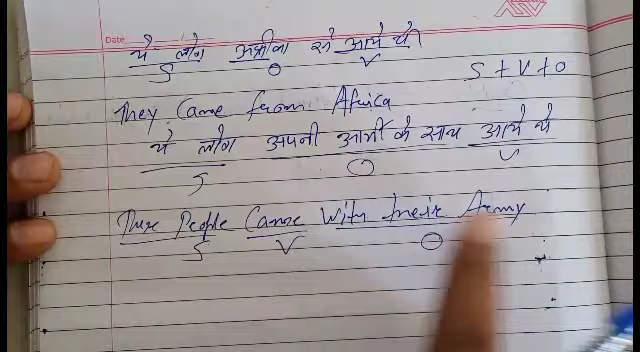 Date
ये लोग अफ्रीका से आये थे।
S O V
S + V + O
They Came from Africa
ये लोग अपनी आर्मी के साथ आये थे
S O V
These People Came With their Army
S V O